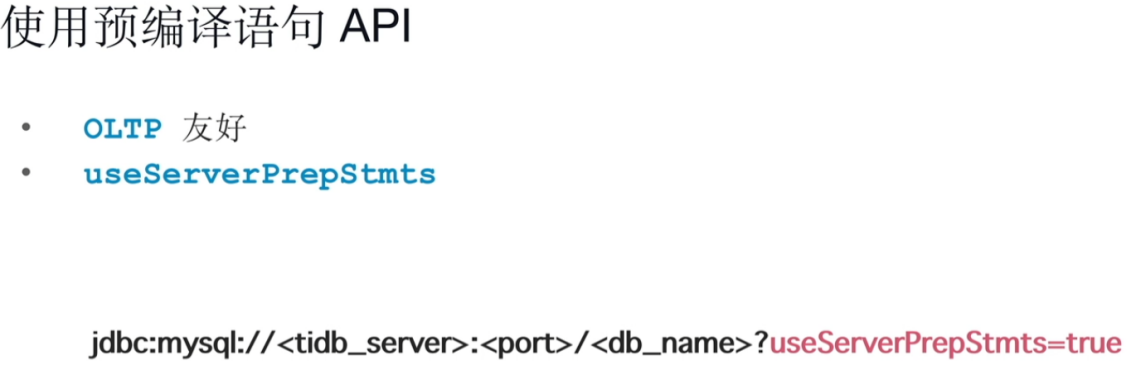 使用预编译语句 API
• OLTP 友好
• useServerPrepStmts
jdbc:mysql://<tidb_server>:<port>/<db_name>?useServerPrepStmts=true